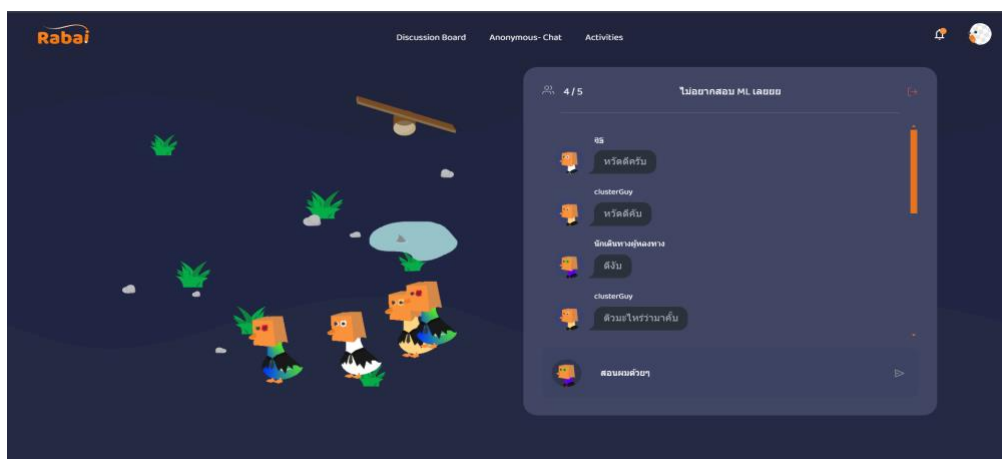 Rabai
Discussion Board
Anonymous- Chat
Activities
4/5
ไม่อยากสอบ ML เลยยย
ทวัดดีครับ
clusterGuy
ทวัดดีคับ
นักเดินทางผู้หลงทาง
ดีงับ
clusterGuy
ติวมะไหร่ว่ามาคั้บ
สอนผมด้วยๆ